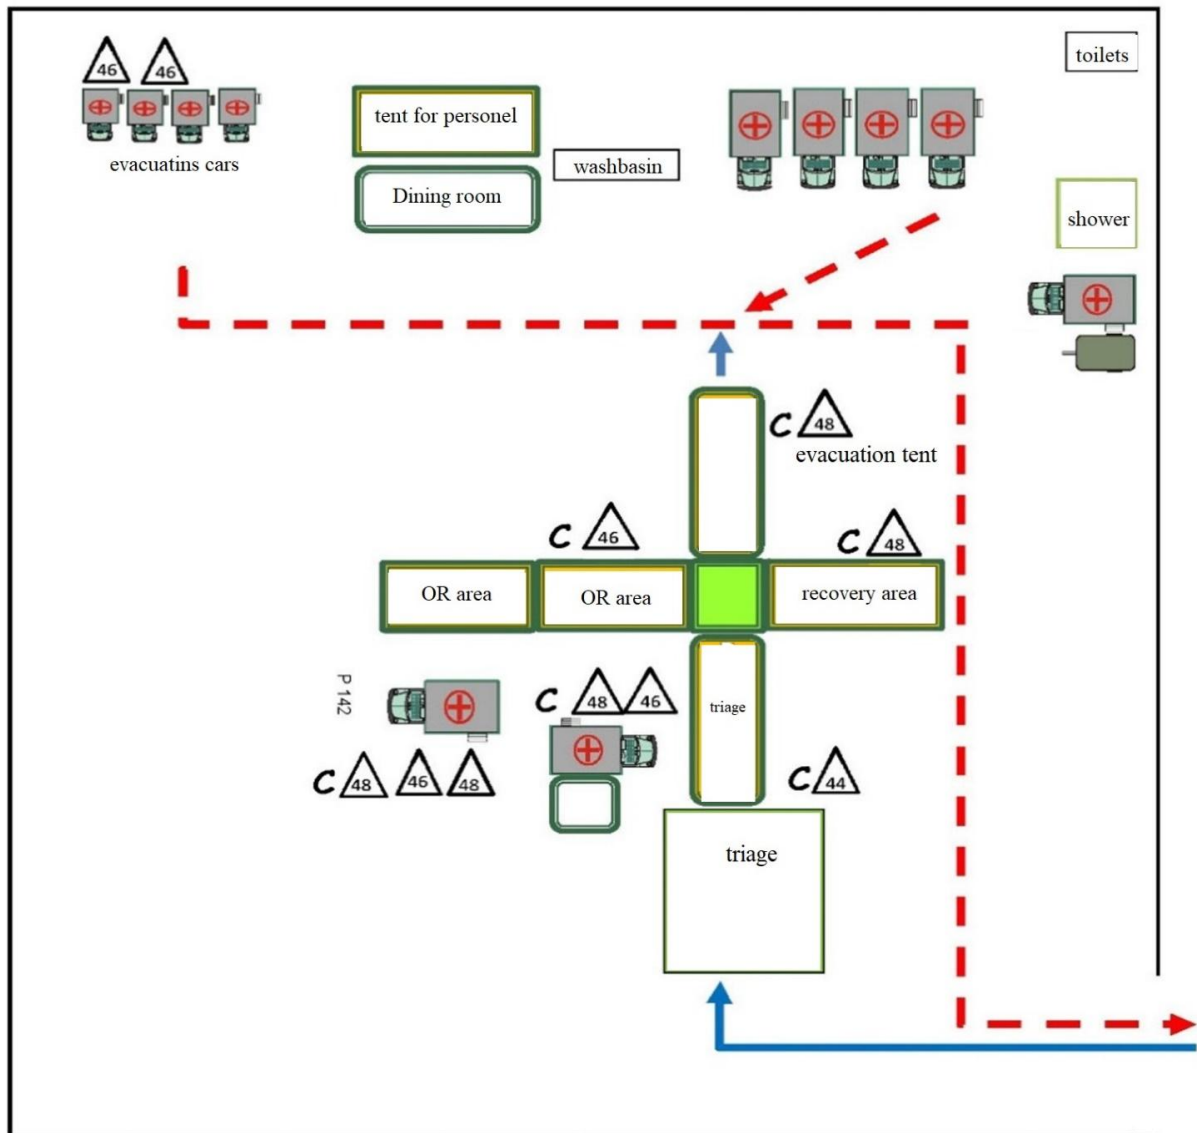 46
46
toilets
tent for personel
evacuatins cars
washbasin
Dining room
shower
C 48
evacuation tent
C 46
C 48
OR area
OR area
recovery area
P 142
C 48 46
triage
C 48 46 48
C 44
triage